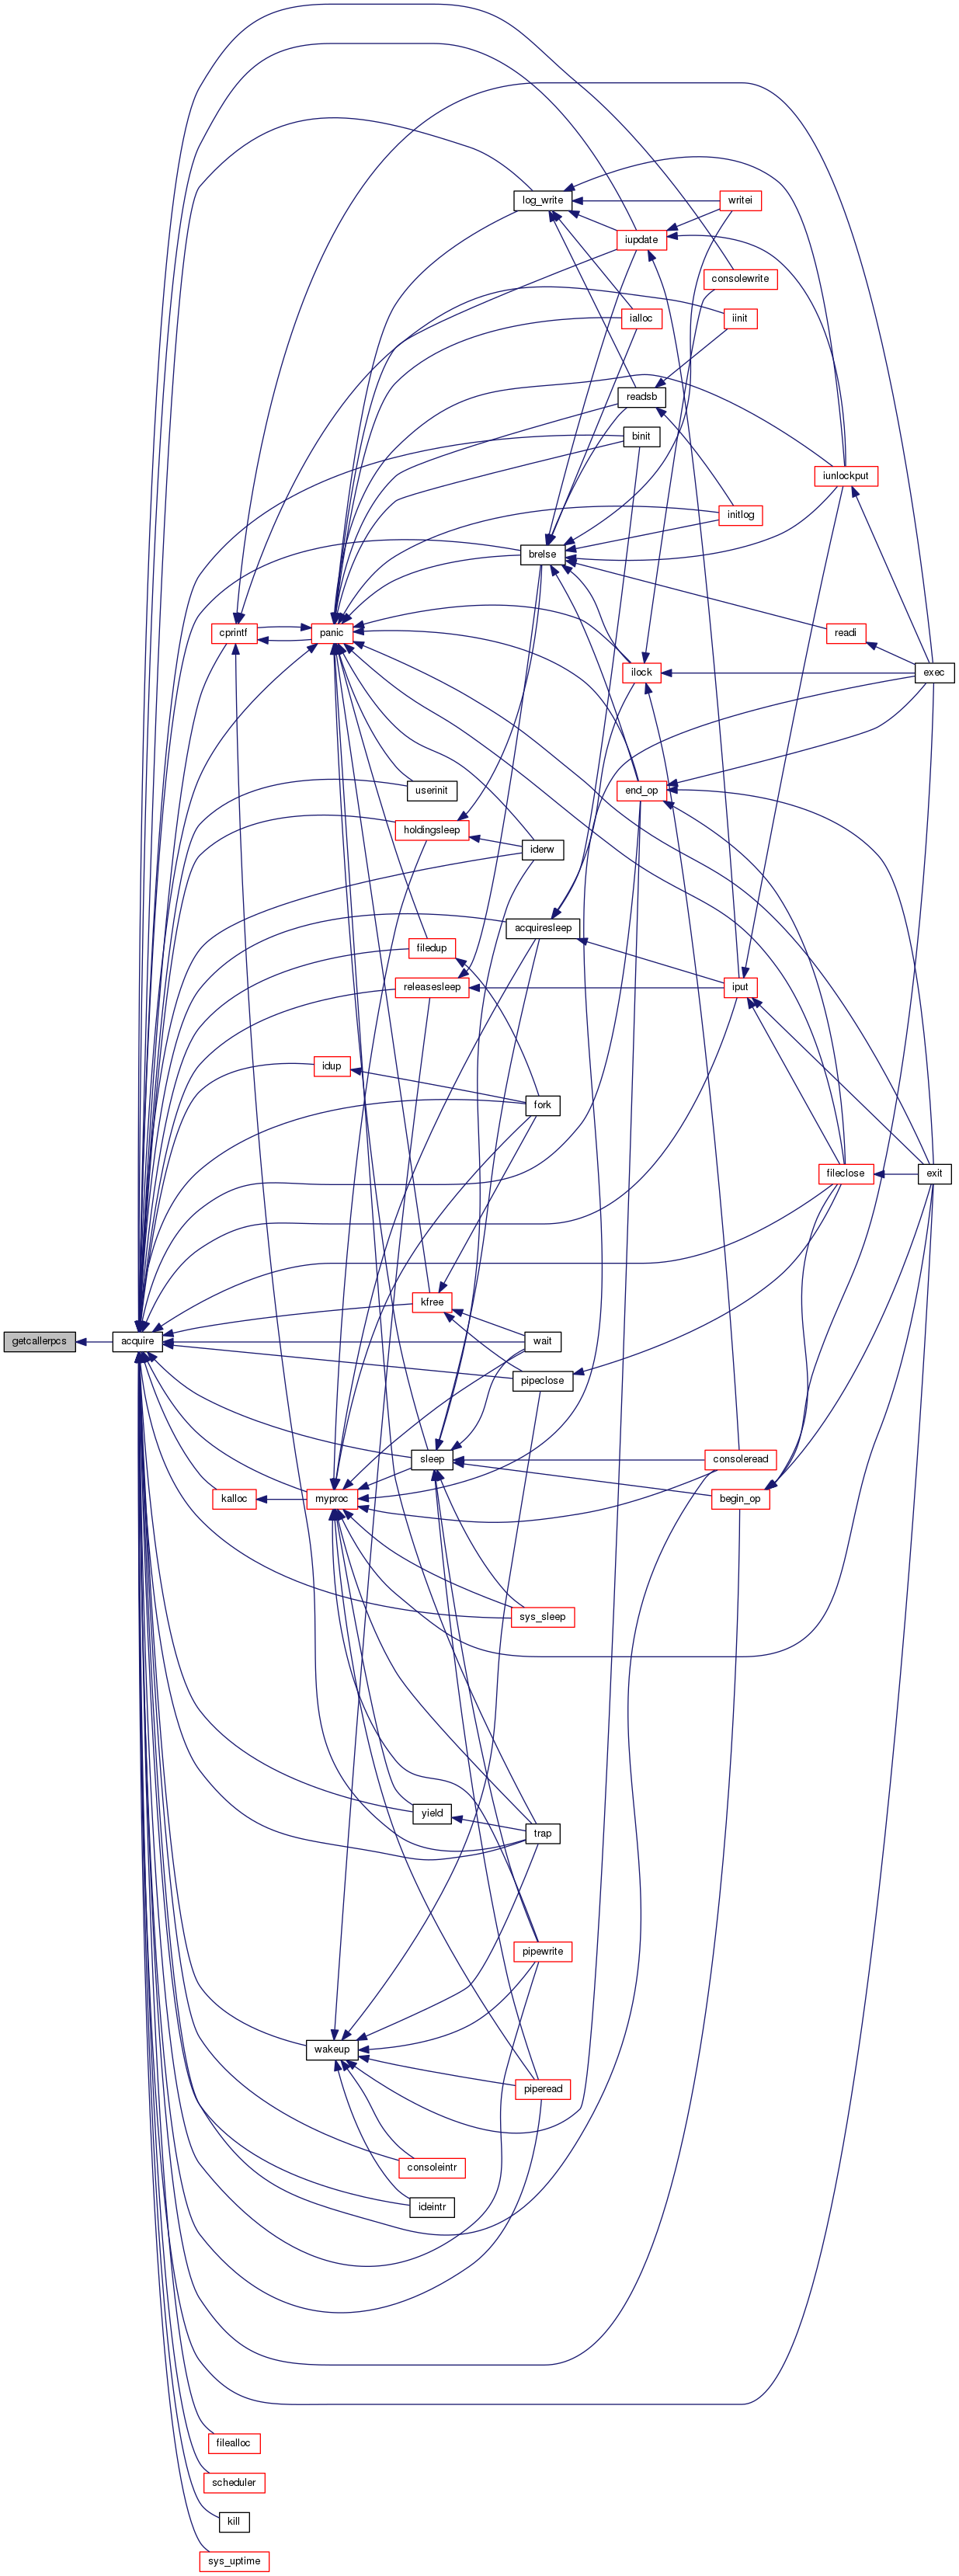 log_write
writei
iupdate
consolewrite
ialloc
iinit
readsb
binit
iunlockput
initlog
brelse
cprintf
panic
readi
ilock
exec
userinit
end_op
holdingsleep
iderw
acquiresleep
filedup
releasesleep
iput
idup
fork
fileclose
exit
kfree
getcallerpcs
acquire
wait
pipeclose
sleep
consoleread
kalloc
myproc
begin_op
sys_sleep
yield
trap
pipewrite
wakeup
piperead
consoleintr
ideintr
filealloc
scheduler
kill
sys_uptime